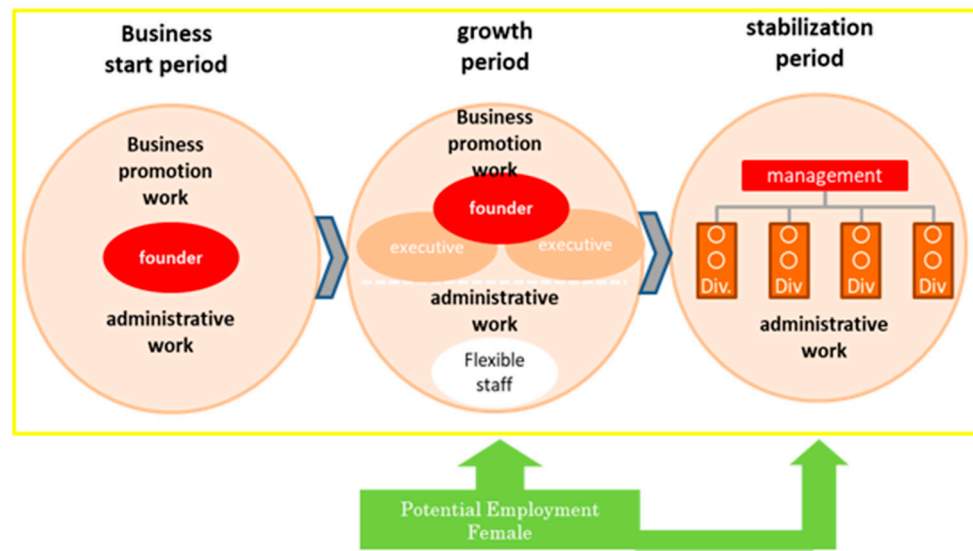 Business
start period
Business
promotion
work
founder
administrative
work
growth
period
Business
promotion
work
founder
executive
executive
administrative
work
Flexible
staff
stabilization
period
management
Div.
Div
Div
Div
administrative
work
Potential Employment
Female